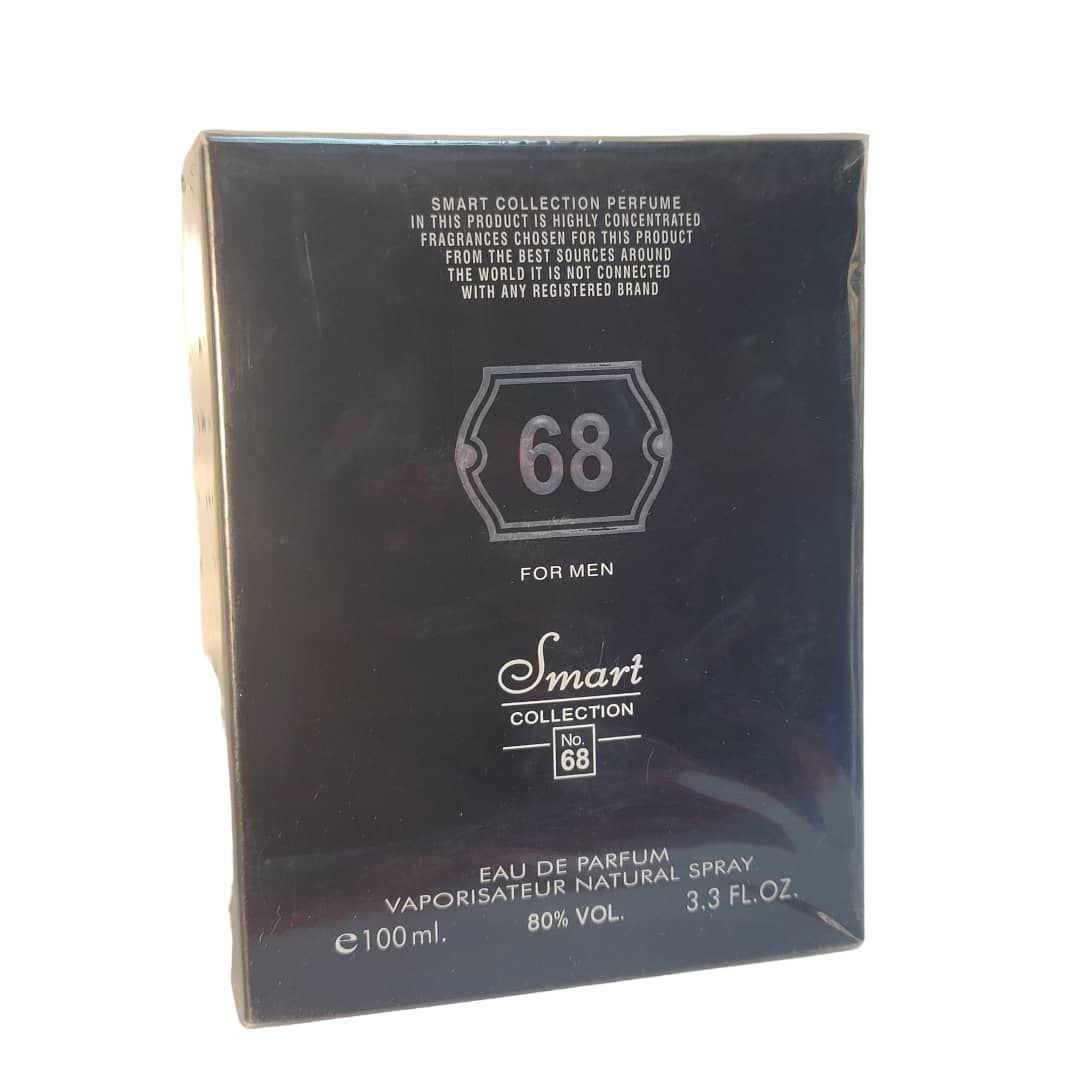 SMART COLLECTION PERFUME
IN THIS PRODUCT IS HIGHLY CONCENTRATED
FRAGRANCES CHOSEN FOR THIS PRODUCT
FROM THE BEST SOURCES AROUND
THE WORLD IT IS NOT CONNECTED
WITH ANY REGISTERED BRAND
68
FOR MEN
Smart
COLLECTION
No.
68
EAU DE PARFUM
VAPORISATEUR NATURAL SPRAY
e100 ml. 80% VOL. 3.3 FL.OZ.